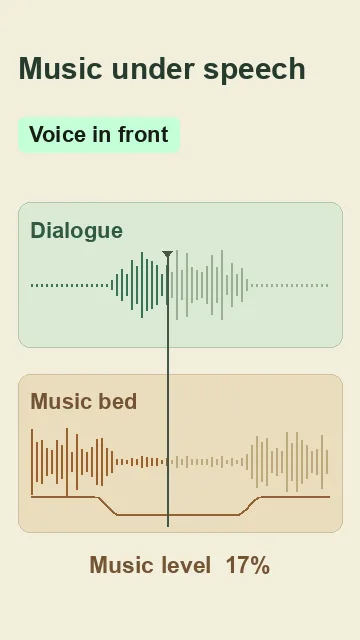 Music under speech
Voice in front
Dialogue
Music bed
Music level 17%